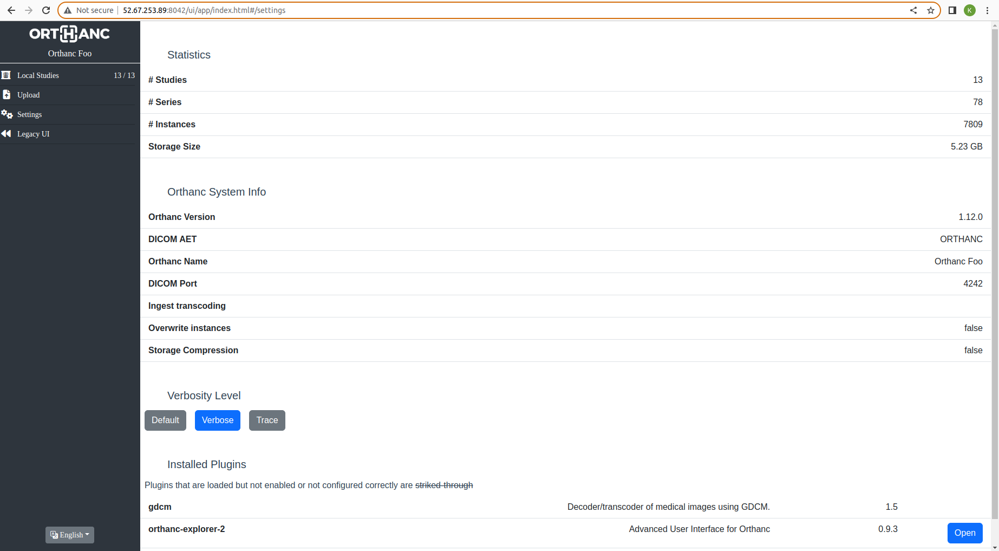 Not secure 52.67.253.89:8042/ui/app/index.html#/settings K
ORTHANC
Orthanc Foo
Local Studies 13 / 13
Upload
Settings
Legacy UI
English
Statistics
# Studies 13
# Series 78
# Instances 7809
Storage Size 5.23 GB
Orthanc System Info
Orthanc Version 1.12.0
DICOM AET ORTHANC
Orthanc Name Orthanc Foo
DICOM Port 4242
Ingest transcoding
Overwrite instances false
Storage Compression false
Verbosity Level
Default Verbose Trace
Installed Plugins
Plugins that are loaded but not enabled or not configured correctly are striked-through
gdcm Decoder/transcoder of medical images using GDCM. 1.5
orthanc-explorer-2 Advanced User Interface for Orthanc 0.9.3 Open